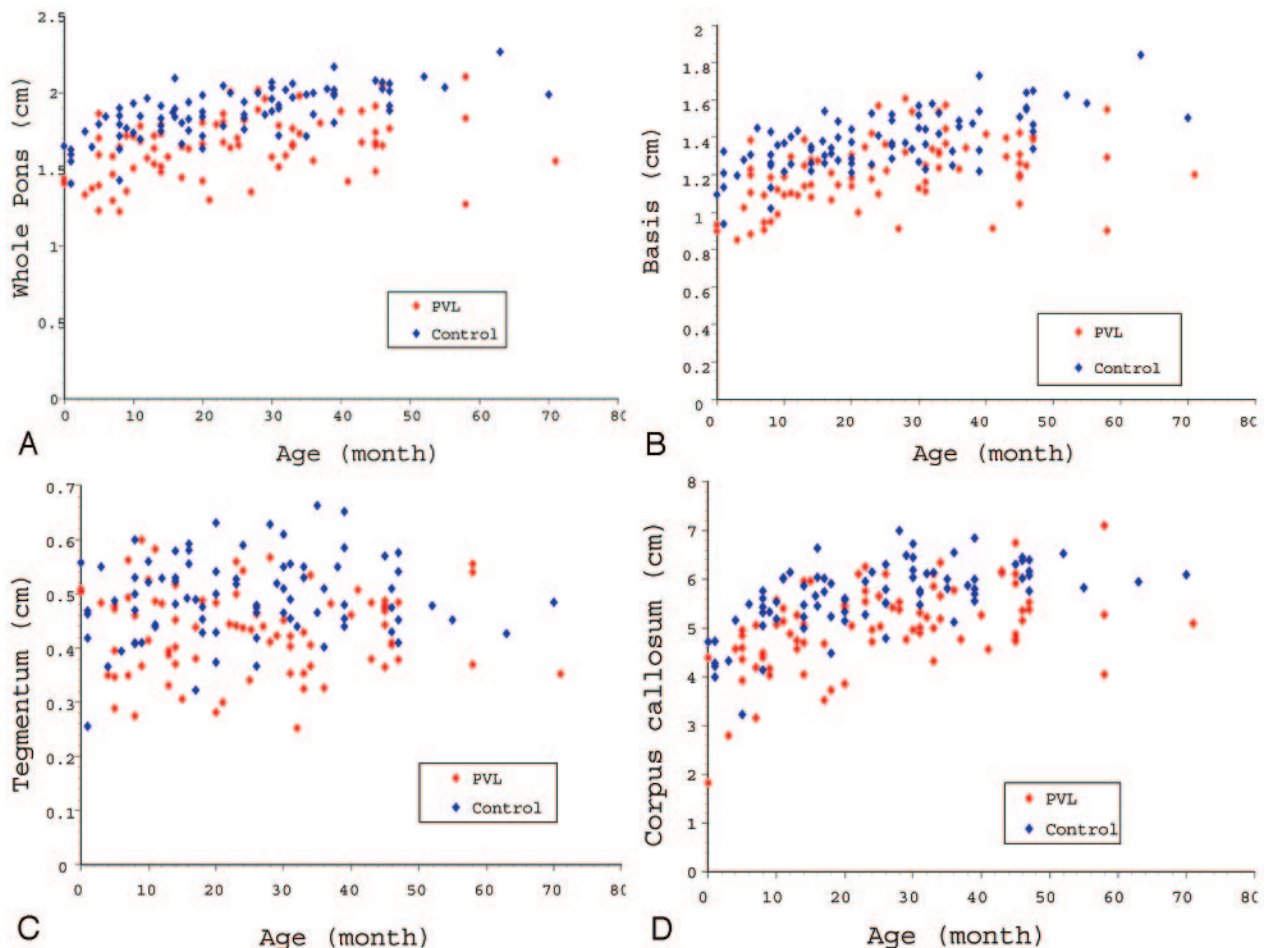 2.5
2
1.5
1
0.5
0
0 10 20 30 40 50 60 70 80
Whole Pons (cm)
Age (month)
PVL
Control
A
2
1.8
1.6
1.4
1.2
1
0.8
0.6
0.4
0.2
0
0 10 20 30 40 50 60 70 80
Basis (cm)
Age (month)
PVL
Control
B
0.7
0.6
0.5
0.4
0.3
0.2
0.1
0
0 10 20 30 40 50 60 70 80
Tegmentum (cm)
Age (month)
PVL
Control
C
8
7
6
5
4
3
2
1
0
0 10 20 30 40 50 60 70 80
Corpus callosum (cm)
Age (month)
PVL
Control
D